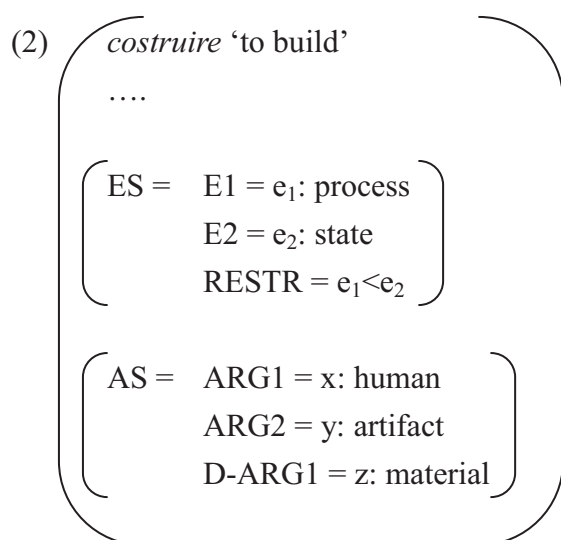 (2) costruire ‘to build’
….
ES = E1 = e₁: process
E2 = e₂: state
RESTR = e₁<e₂
AS = ARG1 = x: human
ARG2 = y: artifact
D-ARG1 = z: material